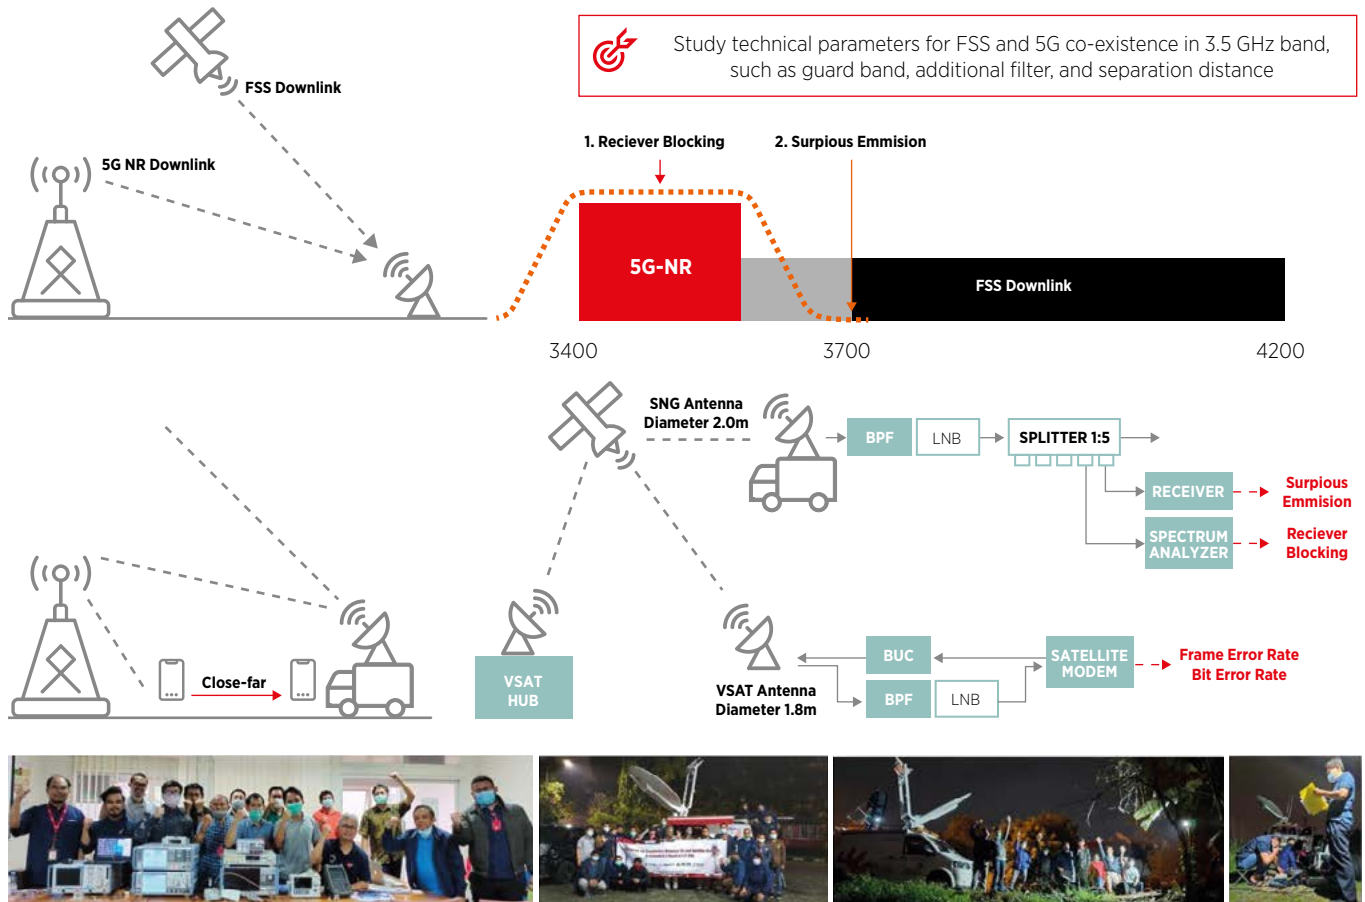 Study technical parameters for FSS and 5G co-existence in 3.5 GHz band,
such as guard band, additional filter, and separation distance
FSS Downlink
5G NR Downlink
1. Reciever Blocking
2. Surpious Emmision
5G-NR
FSS Downlink
3400
3700
4200
SNG Antenna
Diameter 2.0m
BPF
LNB
SPLITTER 1:5
RECEIVER
Surpious
Emmision
SPECTRUM
ANALYZER
Reciever
Blocking
Close-far
VSAT
HUB
VSAT Antenna
Diameter 1.8m
BUC
BPF
LNB
SATELLITE
MODEM
Frame Error Rate
Bit Error Rate